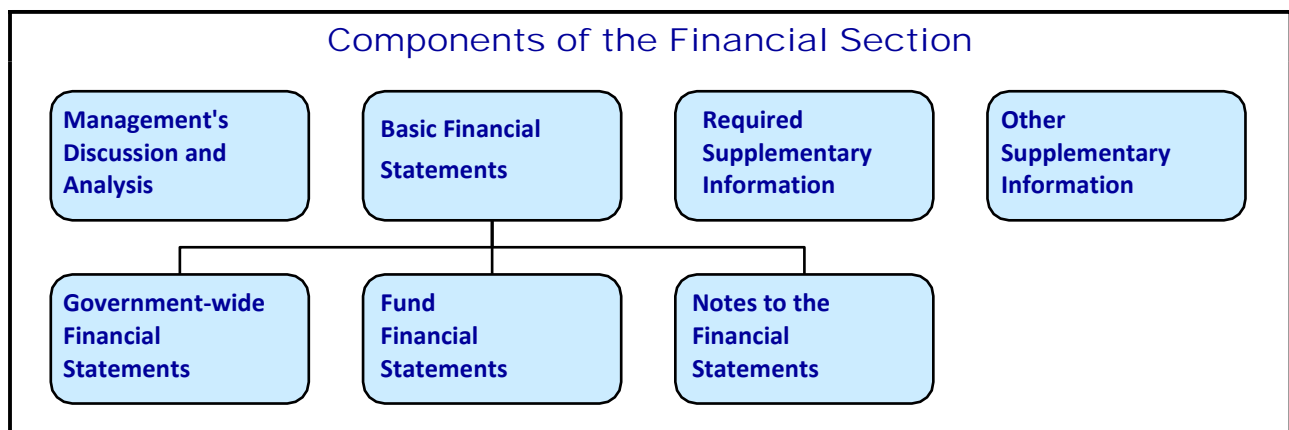 Components of the Financial Section
Management's
Discussion and
Analysis
Basic Financial
Statements
Required
Supplementary
Information
Other
Supplementary
Information
Government-wide
Financial
Statements
Fund
Financial
Statements
Notes to the
Financial
Statements